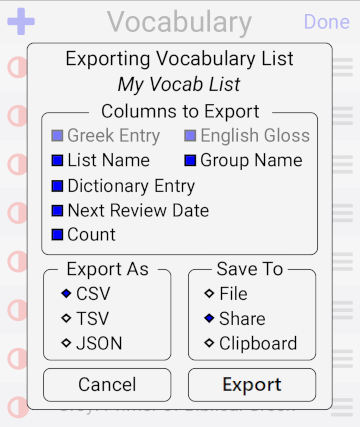 Vocabulary Done
Exporting Vocabulary List
My Vocab List
Columns to Export
Greek Entry English Gloss
List Name Group Name
Dictionary Entry
Next Review Date
Count
Export As Save To
CSV File
TSV Share
JSON Clipboard
Cancel Export